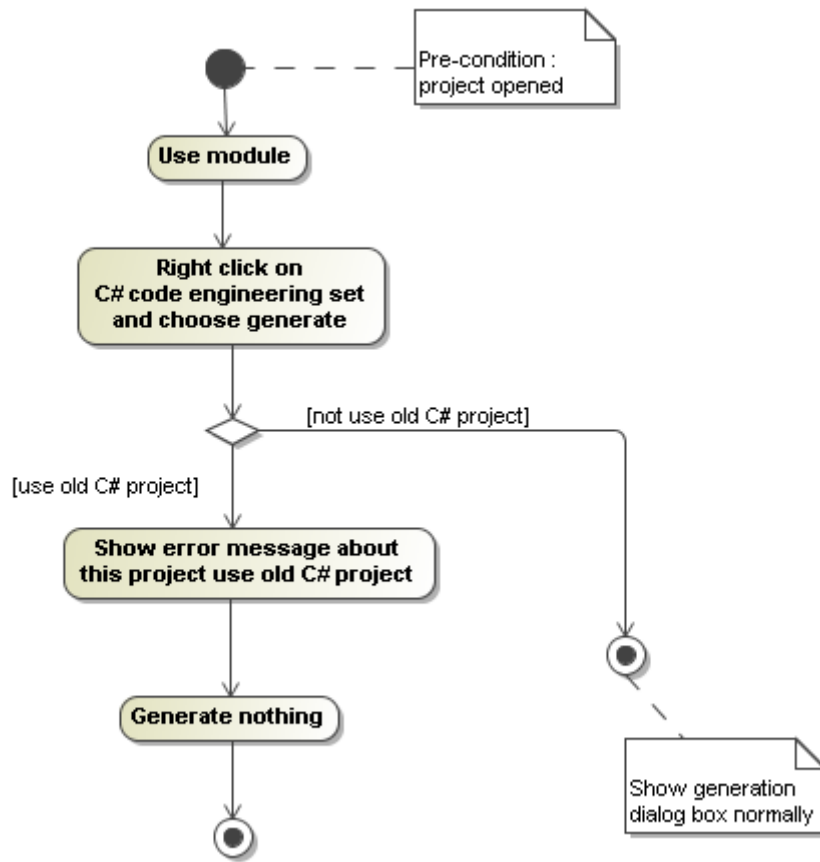 Pre-condition :
project opened
Use module
Right click on
C# code engineering set
and choose generate
[not use old C# project]
[use old C# project]
Show error message about
this project use old C# project
Generate nothing
Show generation
dialog box normally